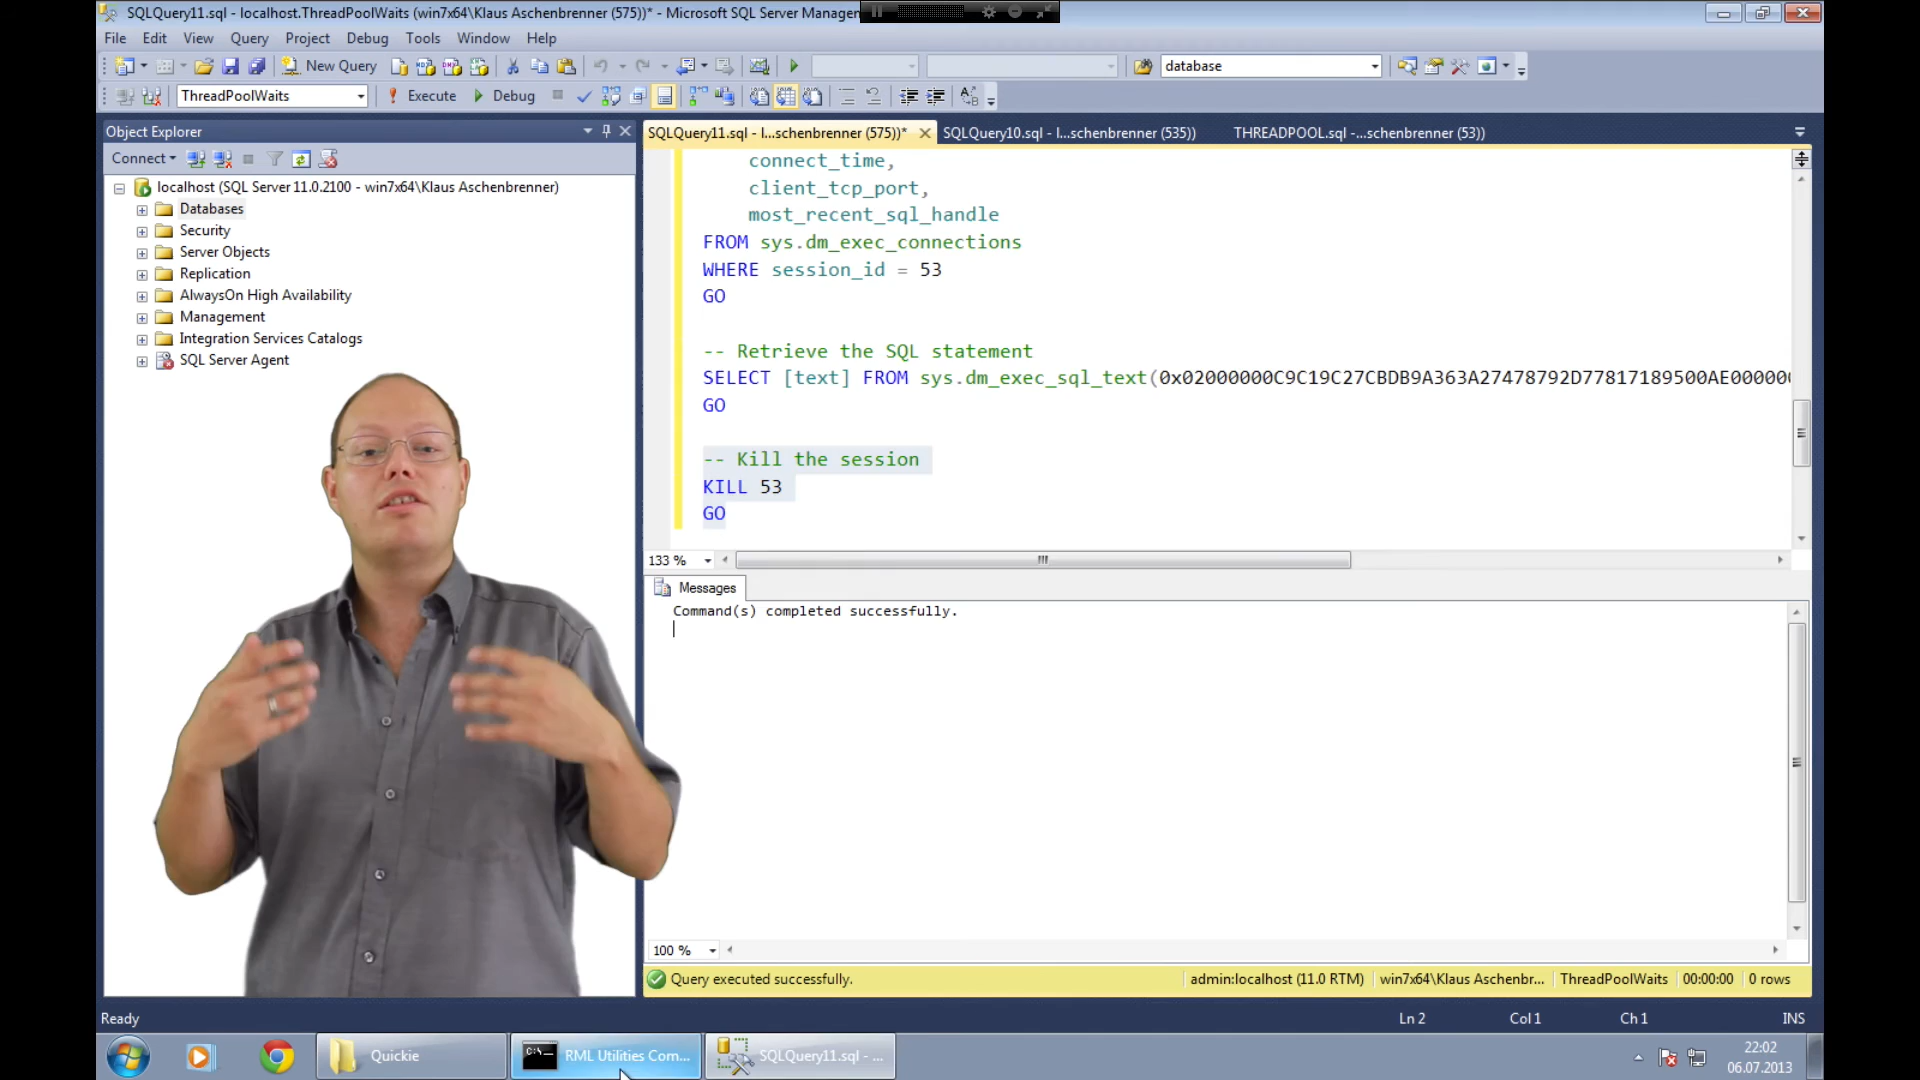 SQLQuery11.sql - localhost.ThreadPoolWaits (win7x64\Klaus Aschenbrenner (575))* - Microsoft SQL Server Manage
File Edit View Query Project Debug Tools Window Help
New Query database
ThreadPoolWaits Execute Debug
Object Explorer
SQLQuery11.sql - l...schenbrenner (575))* SQLQuery10.sql - l...schenbrenner (535)) THREADPOOL.sql -...schenbrenner (53))
Connect
localhost (SQL Server 11.0.2100 - win7x64\Klaus Aschenbrenner)
Databases
Security
Server Objects
Replication
AlwaysOn High Availability
Management
Integration Services Catalogs
SQL Server Agent
connect_time,
client_tcp_port,
most_recent_sql_handle
FROM sys.dm_exec_connections
WHERE session_id = 53
GO
-- Retrieve the SQL statement
SELECT [text] FROM sys.dm_exec_sql_text(0x02000000C9C19C27CBDB9A363A27478792D77817189500AE00000
GO
-- Kill the session
KILL 53
GO
133 %
Messages
Command(s) completed successfully.
100 %
Query executed successfully. admin:localhost (11.0 RTM) win7x64\Klaus Aschenbr... ThreadPoolWaits 00:00:00 0 rows
Ready Ln 2 Col 1 Ch 1 INS
Quickie C:\_ RML Utilities Com... SQLQuery11.sql - ...
22:02
06.07.2013